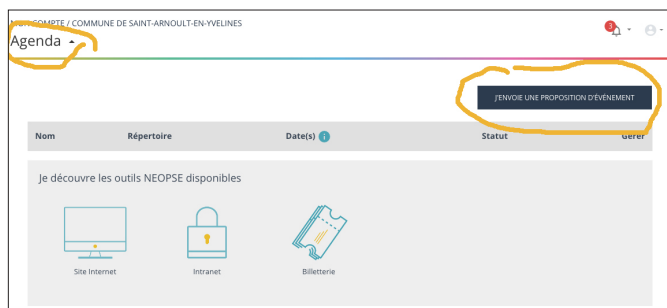 MON COMPTE / COMMUNE DE SAINT-ARNOULT-EN-YVELINES
3
Agenda
J'ENVOIE UNE PROPOSITION D'ÉVÉNEMENT
Nom Répertoire Date(s) i Statut Gérer
Je découvre les outils NEOPSE disponibles
Site Internet Intranet Billetterie